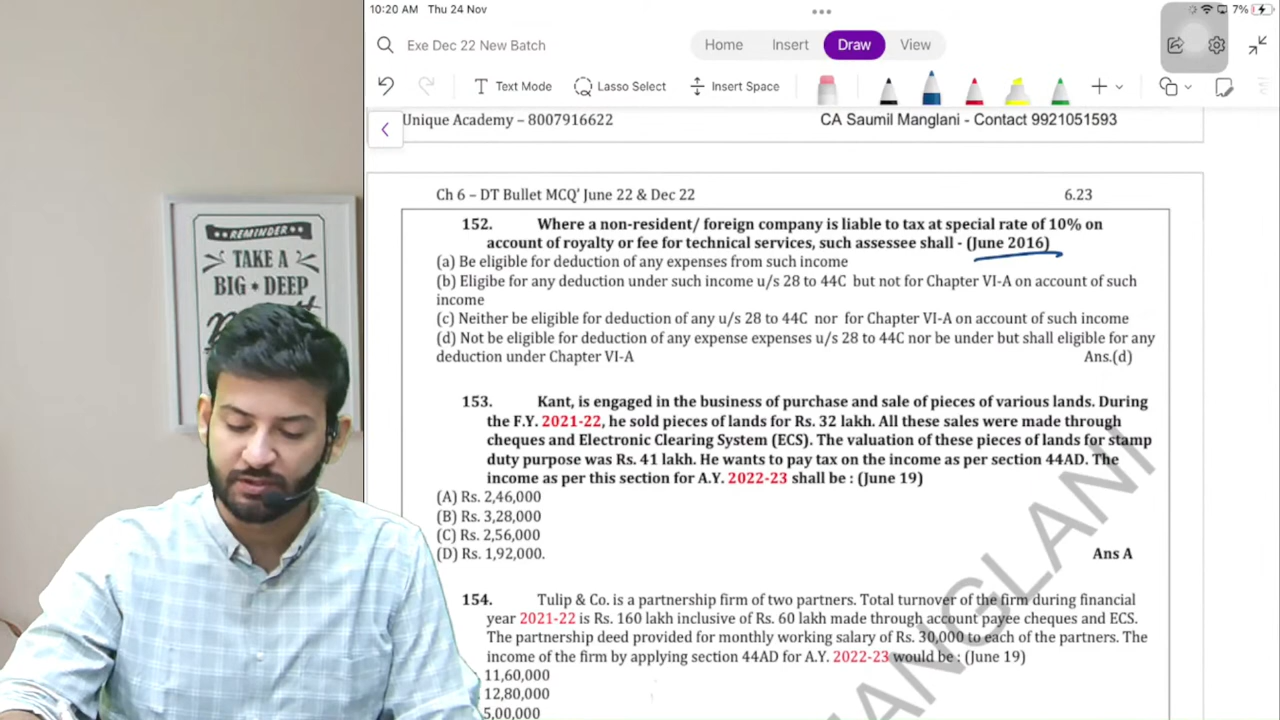 10:20 AM Thu 24 Nov
7%
Exe Dec 22 New Batch
Home Insert Draw View
Text Mode Lasso Select Insert Space
Unique Academy – 8007916622 CA Saumil Manglani - Contact 9921051593
Ch 6 – DT Bullet MCQ' June 22 & Dec 22 6.23
152. Where a non-resident/ foreign company is liable to tax at special rate of 10% on
account of royalty or fee for technical services, such assessee shall - (June 2016)
(a) Be eligible for deduction of any expenses from such income
(b) Eligibe for any deduction under such income u/s 28 to 44C but not for Chapter VI-A on account of such
income
(c) Neither be eligible for deduction of any u/s 28 to 44C nor for Chapter VI-A on account of such income
(d) Not be eligible for deduction of any expense expenses u/s 28 to 44C nor be under but shall eligible for any
deduction under Chapter VI-A Ans.(d)
153. Kant, is engaged in the business of purchase and sale of pieces of various lands. During
the F.Y. 2021-22, he sold pieces of lands for Rs. 32 lakh. All these sales were made through
cheques and Electronic Clearing System (ECS). The valuation of these pieces of lands for stamp
duty purpose was Rs. 41 lakh. He wants to pay tax on the income as per section 44AD. The
income as per this section for A.Y. 2022-23 shall be : (June 19)
(A) Rs. 2,46,000
(B) Rs. 3,28,000
(C) Rs. 2,56,000
(D) Rs. 1,92,000. Ans A
154. Tulip & Co. is a partnership firm of two partners. Total turnover of the firm during financial
year 2021-22 is Rs. 160 lakh inclusive of Rs. 60 lakh made through account payee cheques and ECS.
The partnership deed provided for monthly working salary of Rs. 30,000 to each of the partners. The
income of the firm by applying section 44AD for A.Y. 2022-23 would be : (June 19)
11,60,000
12,80,000
5,00,000
MANGLANI
REMINDER
TAKE A
BIG DEEP